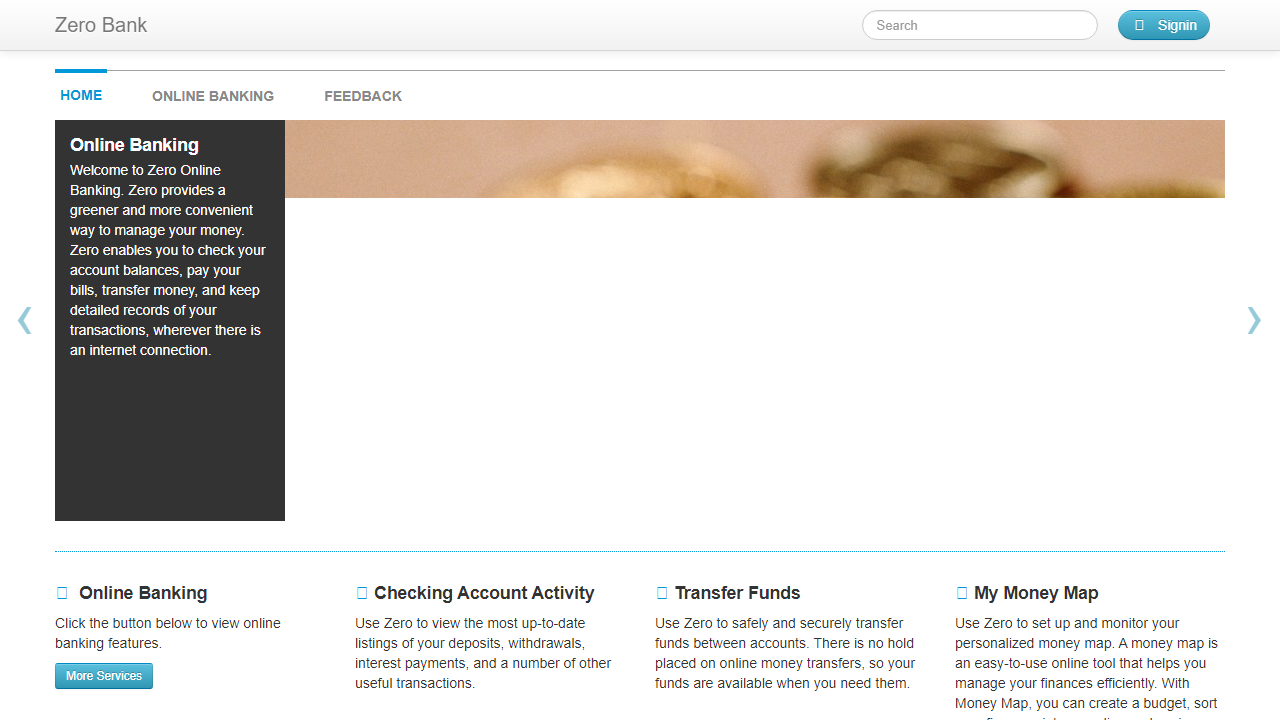 Zero Bank
Search
Signin
HOME
ONLINE BANKING
FEEDBACK
Online Banking
Welcome to Zero Online
Banking. Zero provides a
greener and more convenient
way to manage your money.
Zero enables you to check your
account balances, pay your
bills, transfer money, and keep
detailed records of your
transactions, wherever there is
an internet connection.
Online Banking
Click the button below to view online
banking features.
More Services
Checking Account Activity
Use Zero to view the most up-to-date
listings of your deposits, withdrawals,
interest payments, and a number of other
useful transactions.
Transfer Funds
Use Zero to safely and securely transfer
funds between accounts. There is no hold
placed on online money transfers, so your
funds are available when you need them.
My Money Map
Use Zero to set up and monitor your
personalized money map. A money map is
an easy-to-use online tool that helps you
manage your finances efficiently. With
Money Map, you can create a budget, sort